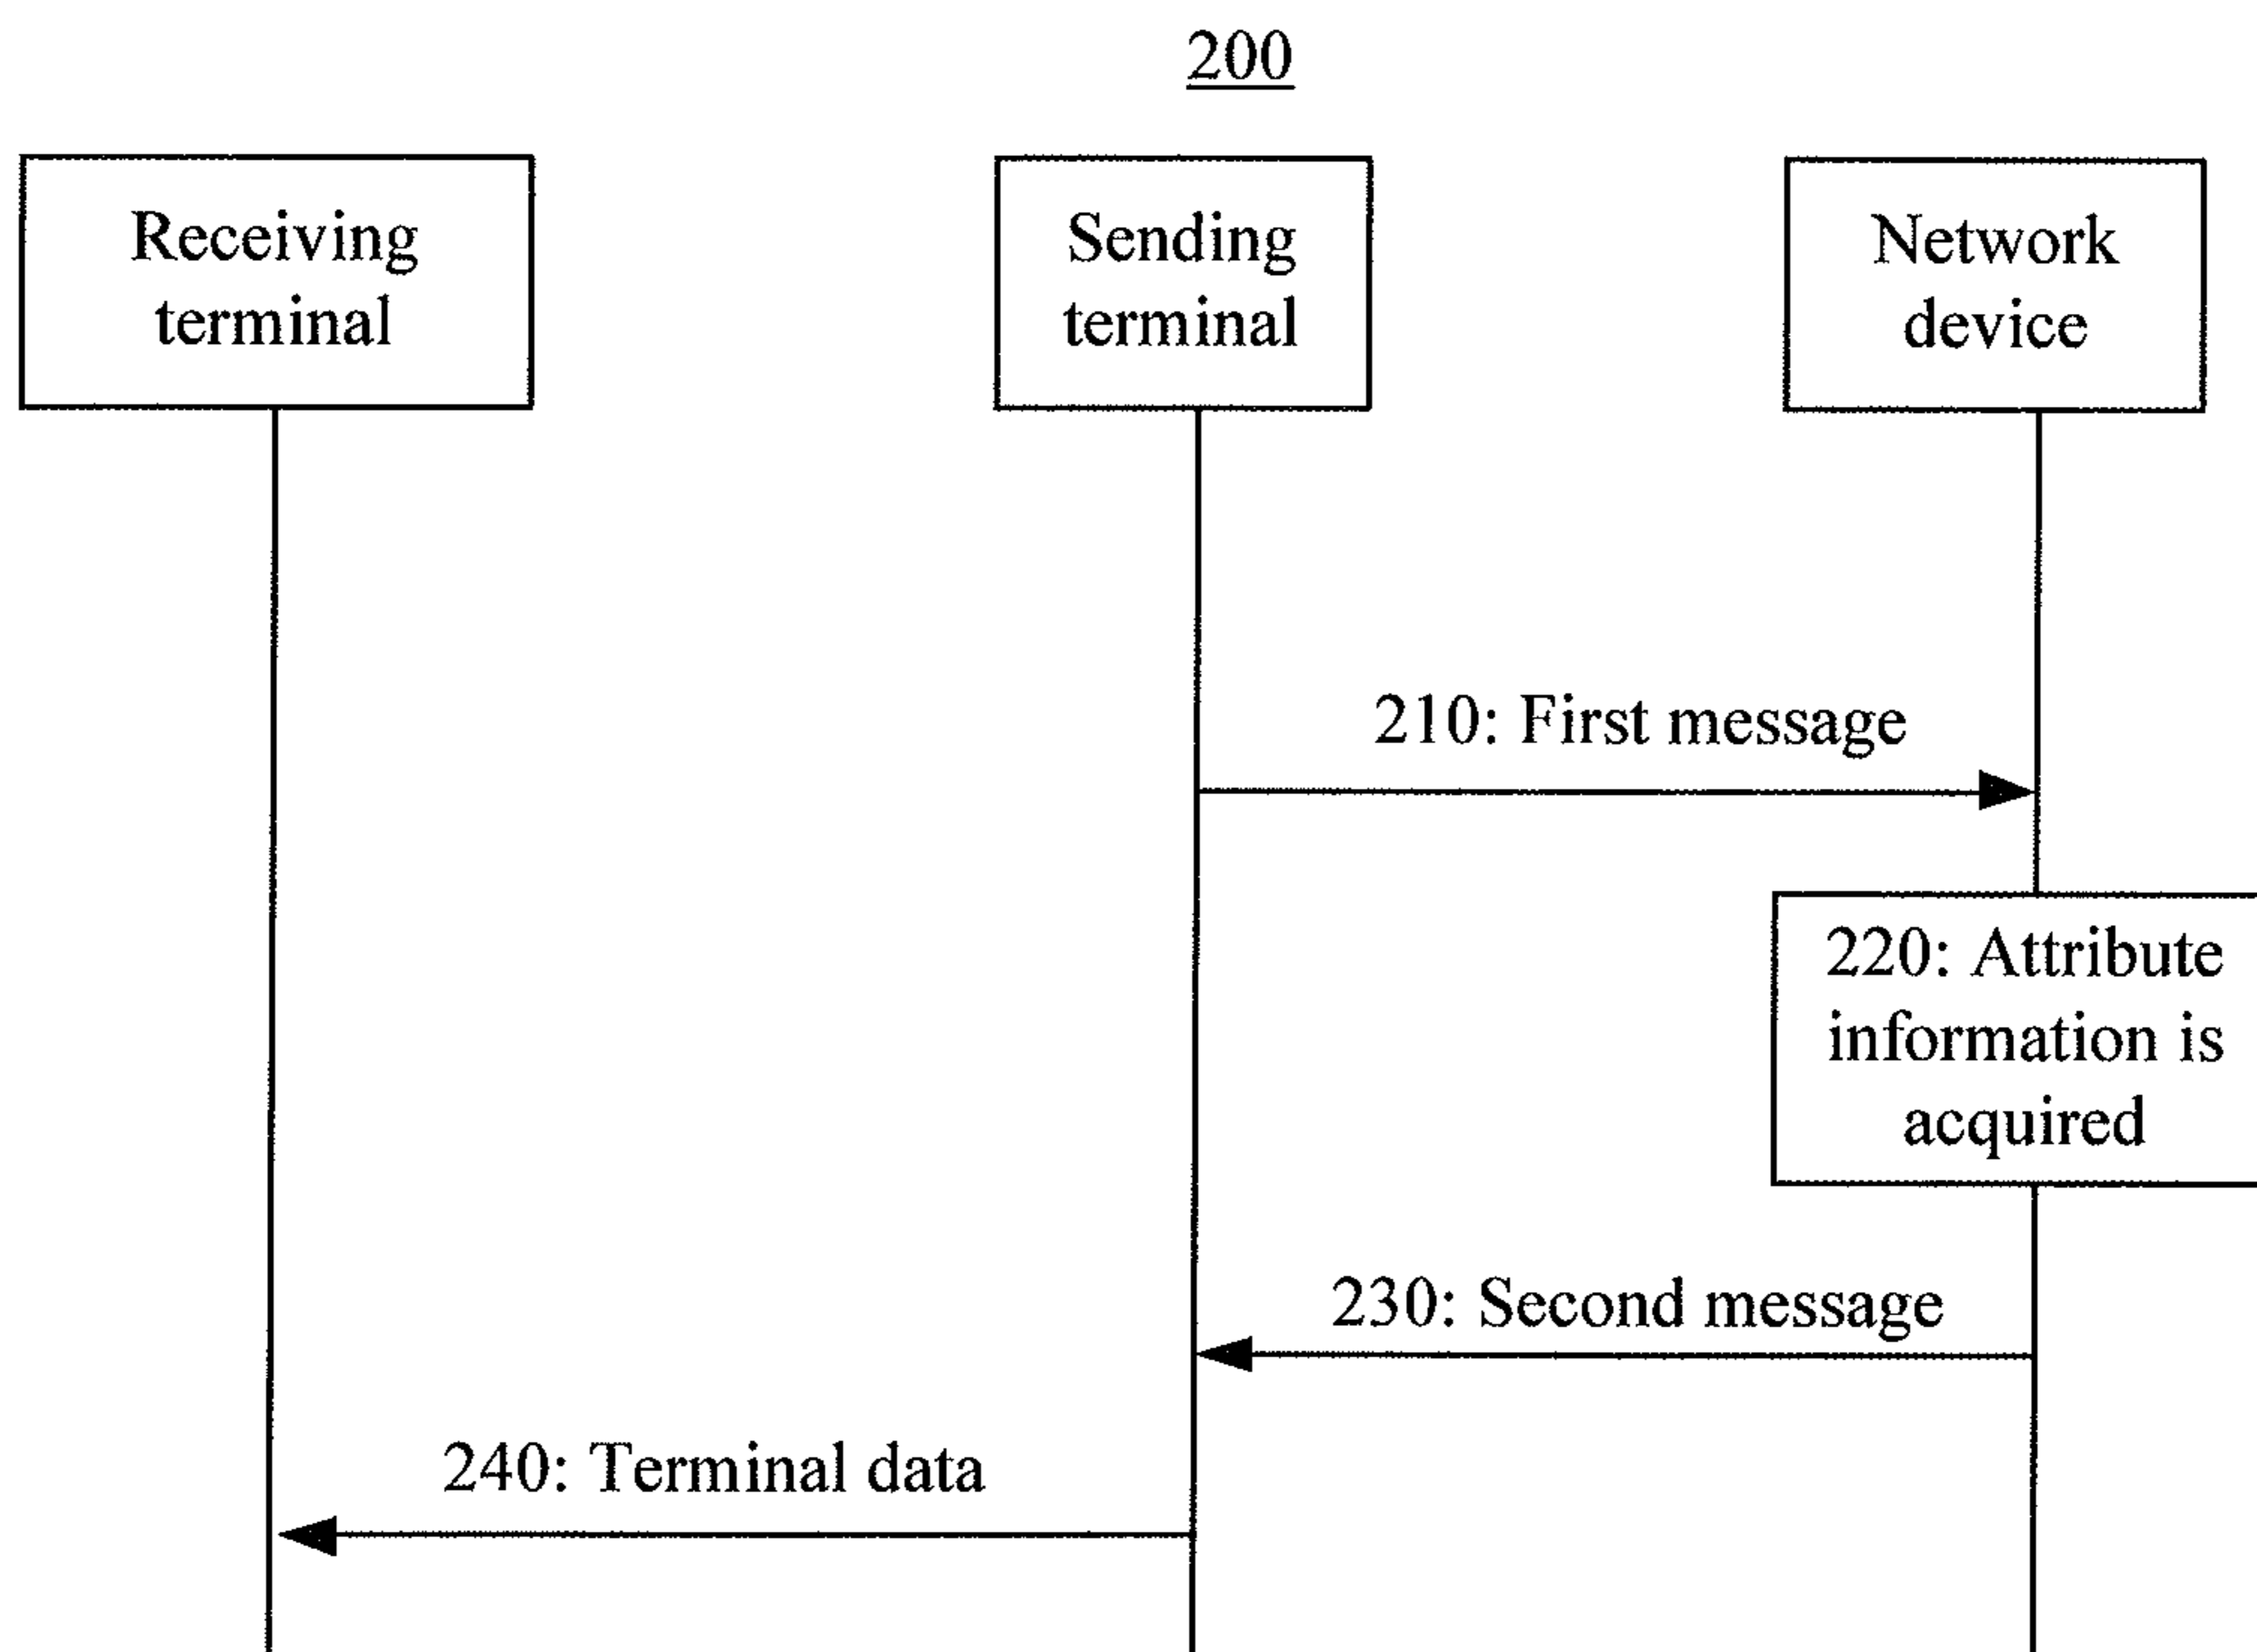 200
Receiving
terminal
Sending
terminal
Network
device
210: First message
220: Attribute
information is
acquired
230: Second message
240: Terminal data